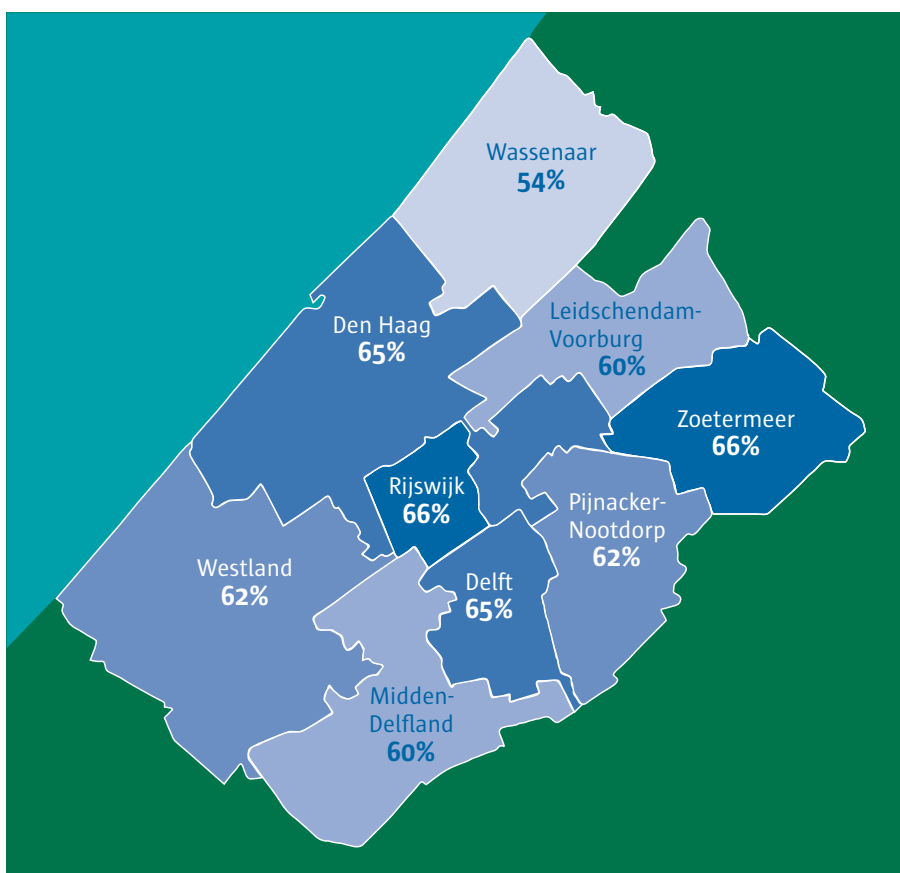 Wassenaar
54%
Leidschendam-
Voorburg
60%
Den Haag
65%
Zoetermeer
66%
Rijswijk
66%
Pijnacker-
Nootdorp
62%
Westland
62%
Delft
65%
Midden-
Delfland
60%